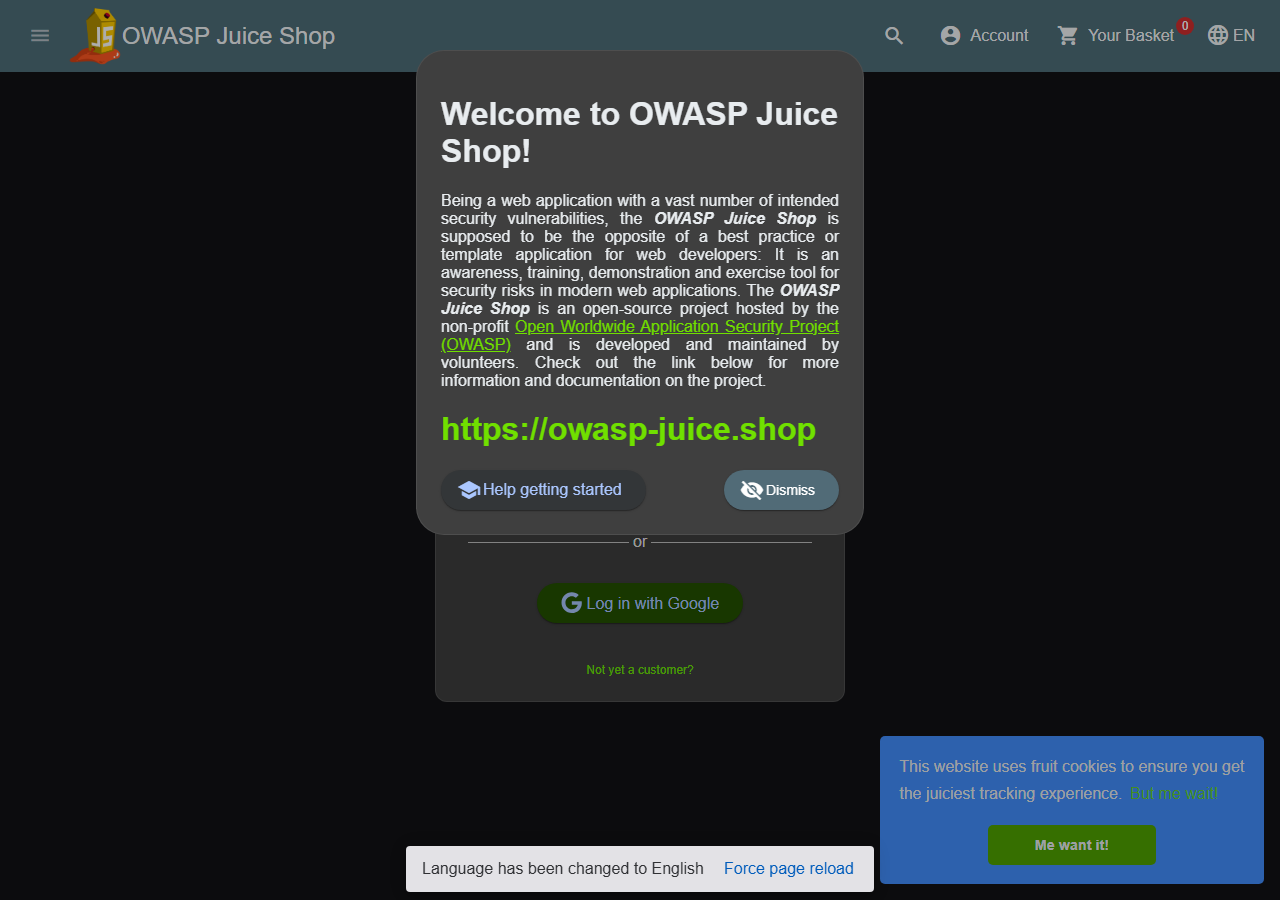 OWASP Juice Shop
Account
Your Basket
0
EN
Welcome to OWASP Juice
Shop!
Being a web application with a vast number of intended
security vulnerabilities, the OWASP Juice Shop is
supposed to be the opposite of a best practice or
template application for web developers: It is an
awareness, training, demonstration and exercise tool for
security risks in modern web applications. The OWASP
Juice Shop is an open-source project hosted by the
non-profit Open Worldwide Application Security Project
(OWASP) and is developed and maintained by
volunteers. Check out the link below for more
information and documentation on the project.
https://owasp-juice.shop
Help getting started
Dismiss
or
Log in with Google
Not yet a customer?
This website uses fruit cookies to ensure you get
the juiciest tracking experience. But me wait!
Me want it!
Language has been changed to English
Force page reload